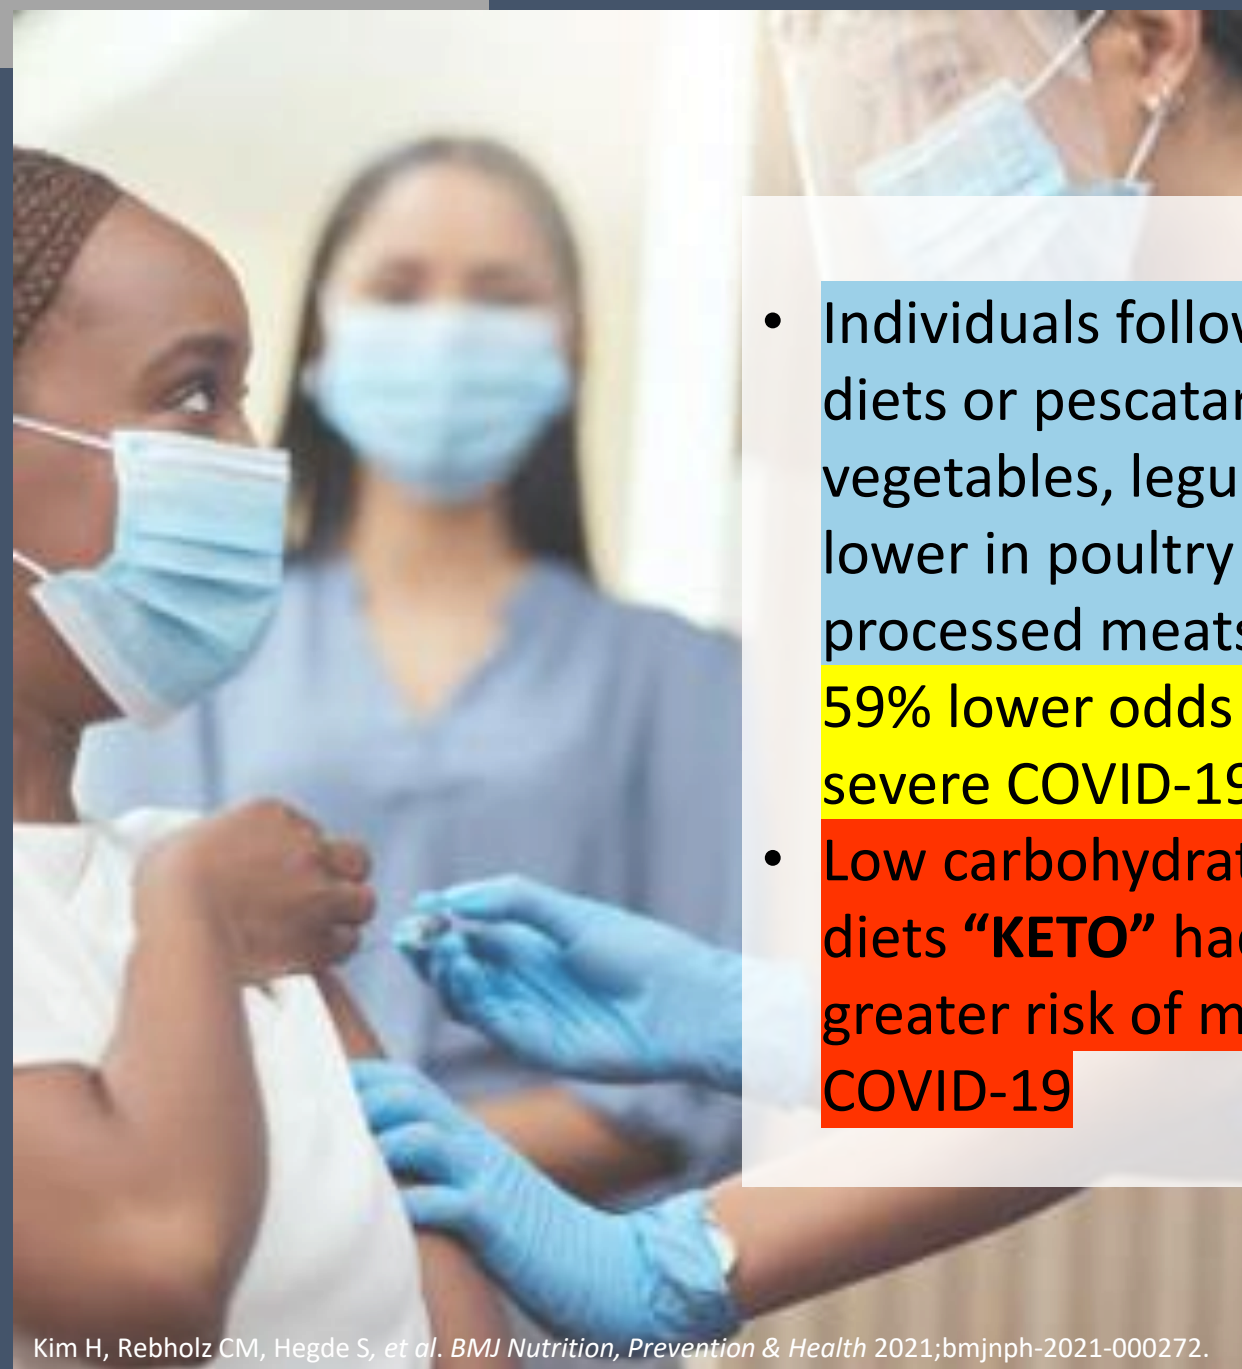 • Individuals follow
diets or pescatar
vegetables, legu
lower in poultry
processed meats
59% lower odds
severe COVID-19
• Low carbohydrat
diets “KETO” had
greater risk of m
COVID-19
Kim H, Rebholz CM, Hegde S, et al. BMJ Nutrition, Prevention & Health 2021;bmjnph-2021-000272.